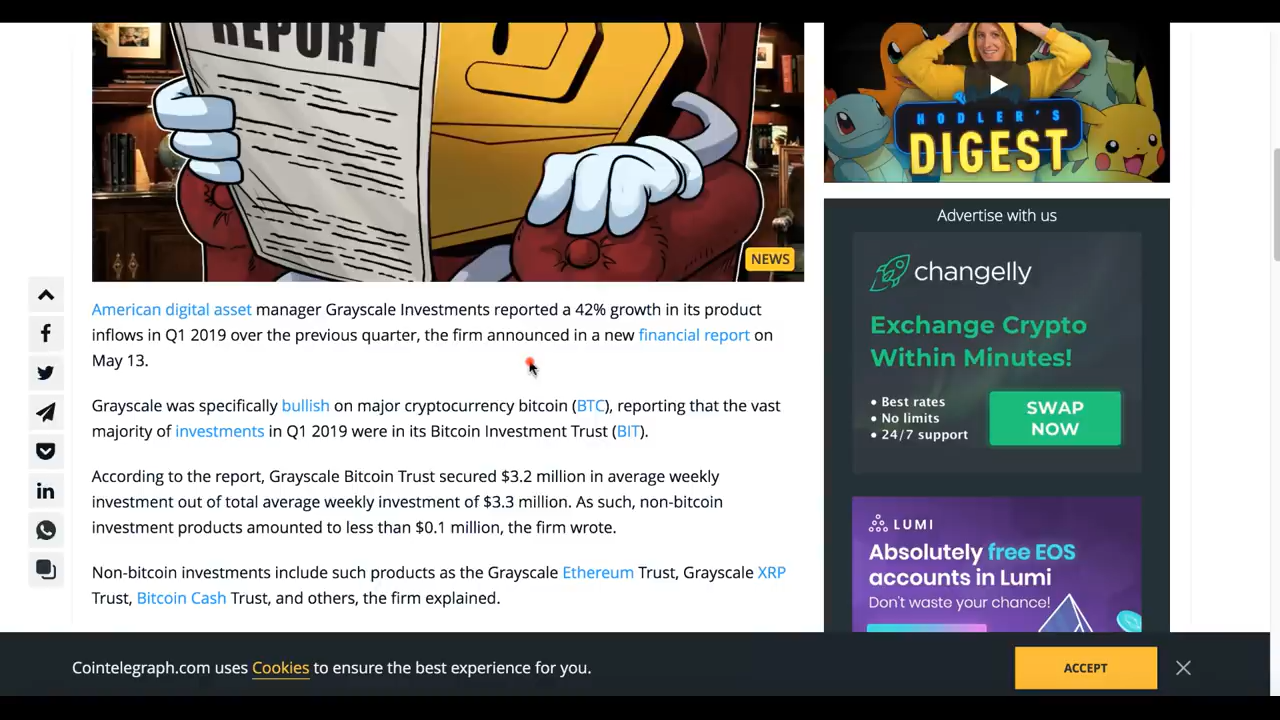 REPORT
NEWS
American digital asset manager Grayscale Investments reported a 42% growth in its product
inflows in Q1 2019 over the previous quarter, the firm announced in a new financial report on
May 13.
Grayscale was specifically bullish on major cryptocurrency bitcoin (BTC), reporting that the vast
majority of investments in Q1 2019 were in its Bitcoin Investment Trust (BIT).
According to the report, Grayscale Bitcoin Trust secured $3.2 million in average weekly
investment out of total average weekly investment of $3.3 million. As such, non-bitcoin
investment products amounted to less than $0.1 million, the firm wrote.
Non-bitcoin investments include such products as the Grayscale Ethereum Trust, Grayscale XRP
Trust, Bitcoin Cash Trust, and others, the firm explained.
HODLER'S
DIGEST
Advertise with us
changelly
Exchange Crypto
Within Minutes!
• Best rates
• No limits
• 24/7 support
SWAP
NOW
LUMI
Absolutely free EOS
accounts in Lumi
Don't waste your chance!
Cointelegraph.com uses Cookies to ensure the best experience for you.
ACCEPT